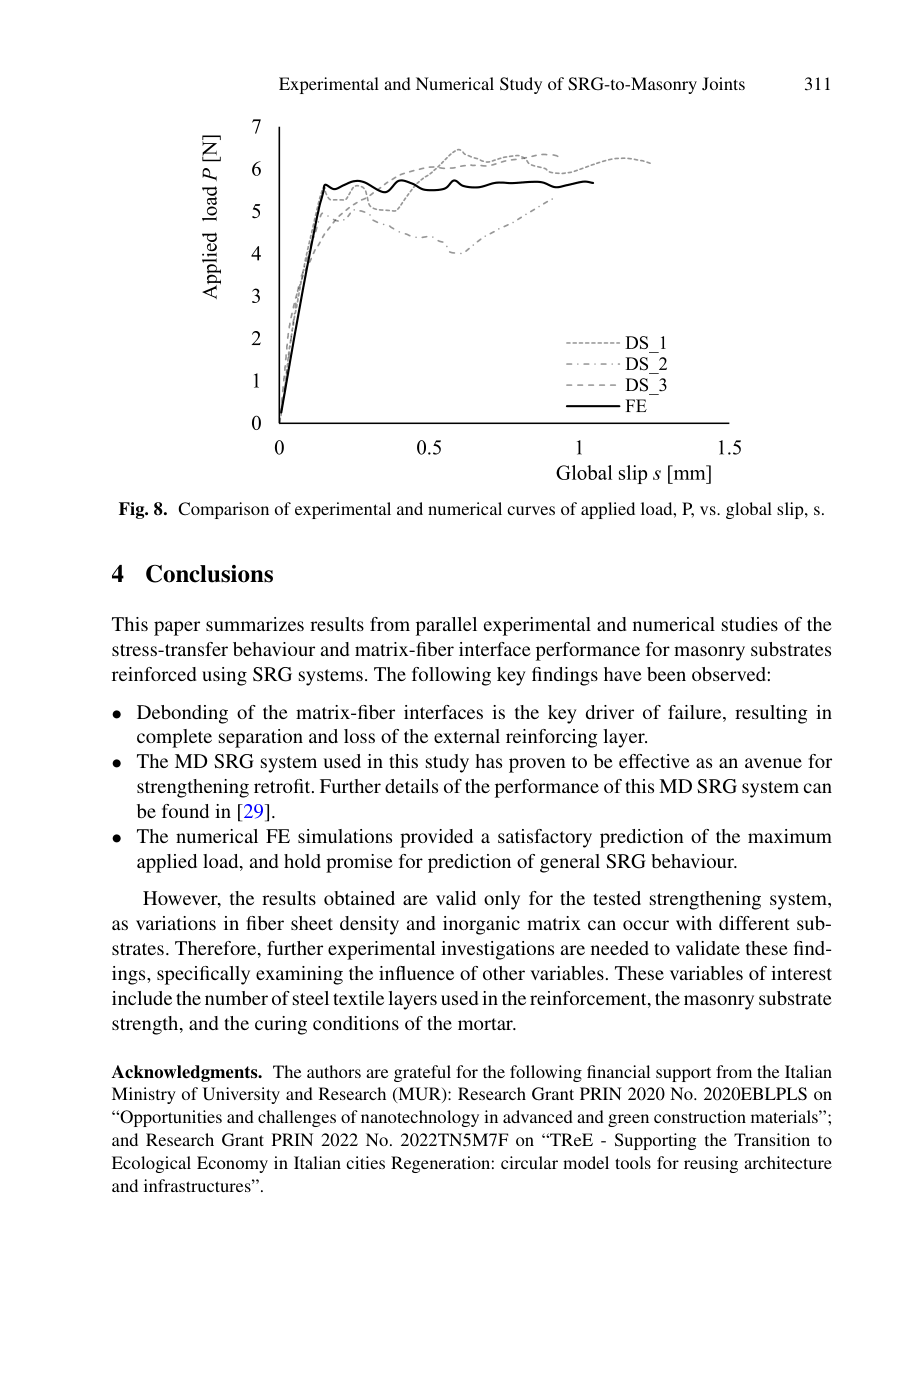 Experimental and Numerical Study of SRG-to-Masonry Joints 311
7
6
5
4
3
2
1
0
Applied load P [N]
DS_1
DS_2
DS_3
FE
0 0.5 1 1.5
Global slip s [mm]
Fig. 8. Comparison of experimental and numerical curves of applied load, P, vs. global slip, s.
4 Conclusions
This paper summarizes results from parallel experimental and numerical studies of the
stress-transfer behaviour and matrix-fiber interface performance for masonry substrates
reinforced using SRG systems. The following key findings have been observed:
• Debonding of the matrix-fiber interfaces is the key driver of failure, resulting in
complete separation and loss of the external reinforcing layer.
• The MD SRG system used in this study has proven to be effective as an avenue for
strengthening retrofit. Further details of the performance of this MD SRG system can
be found in [29].
• The numerical FE simulations provided a satisfactory prediction of the maximum
applied load, and hold promise for prediction of general SRG behaviour.
However, the results obtained are valid only for the tested strengthening system,
as variations in fiber sheet density and inorganic matrix can occur with different sub-
strates. Therefore, further experimental investigations are needed to validate these find-
ings, specifically examining the influence of other variables. These variables of interest
include the number of steel textile layers used in the reinforcement, the masonry substrate
strength, and the curing conditions of the mortar.
Acknowledgments. The authors are grateful for the following financial support from the Italian
Ministry of University and Research (MUR): Research Grant PRIN 2020 No. 2020EBLPLS on
“Opportunities and challenges of nanotechnology in advanced and green construction materials”;
and Research Grant PRIN 2022 No. 2022TN5M7F on “TReE - Supporting the Transition to
Ecological Economy in Italian cities Regeneration: circular model tools for reusing architecture
and infrastructures”.